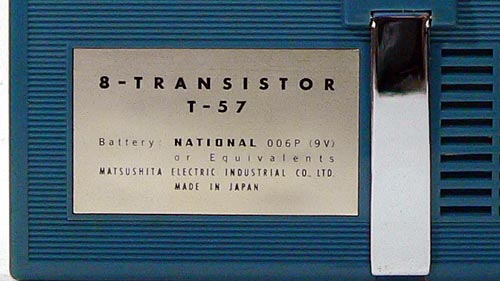 8-TRANSISTOR
T-57
Battery: NATIONAL 006P (9V)
or Equivalents
MATSUSHITA ELECTRIC INDUSTRIAL CO., LTD.
MADE IN JAPAN